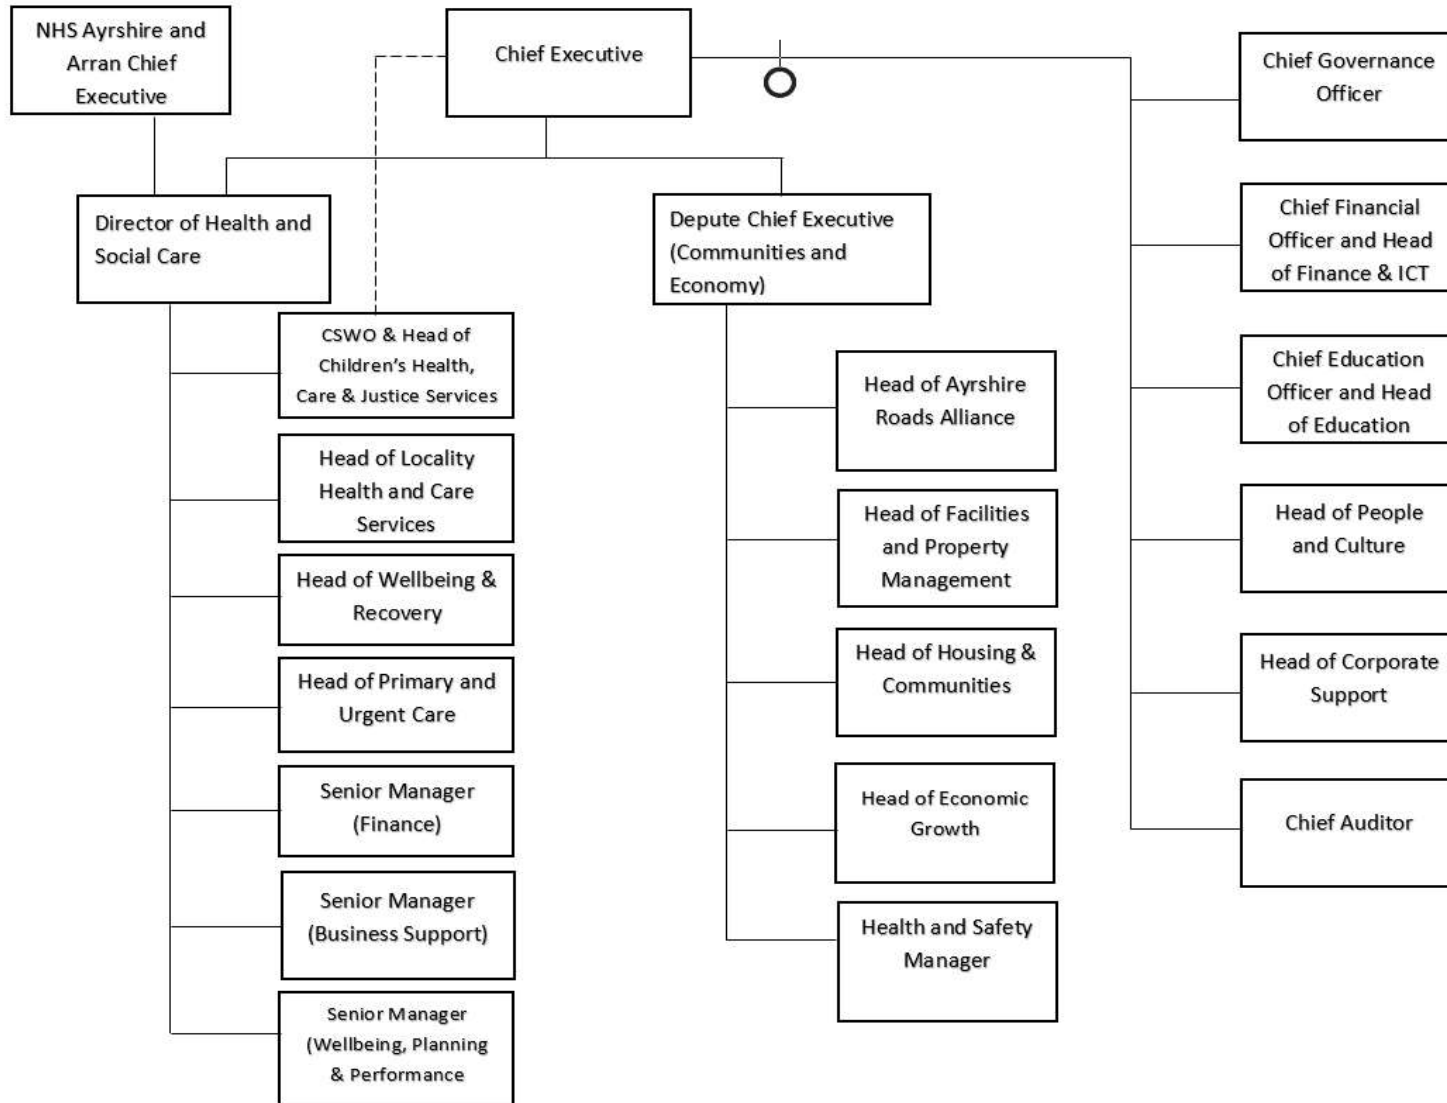 NHS Ayrshire and
Arran Chief
Executive
Chief Executive
Chief Governance
Officer
Director of Health and
Social Care
Depute Chief Executive
(Communities and
Economy)
Chief Financial
Officer and Head
of Finance & ICT
CSWO & Head of
Children's Health,
Care & Justice Services
Head of Locality
Health and Care
Services
Head of Wellbeing &
Recovery
Head of Primary and
Urgent Care
Senior Manager
(Finance)
Senior Manager
(Business Support)
Senior Manager
(Wellbeing, Planning
& Performance
Head of Ayrshire
Roads Alliance
Head of Facilities
and Property
Management
Head of Housing &
Communities
Head of Economic
Growth
Health and Safety
Manager
Chief Education
Officer and Head
of Education
Head of People
and Culture
Head of Corporate
Support
Chief Auditor